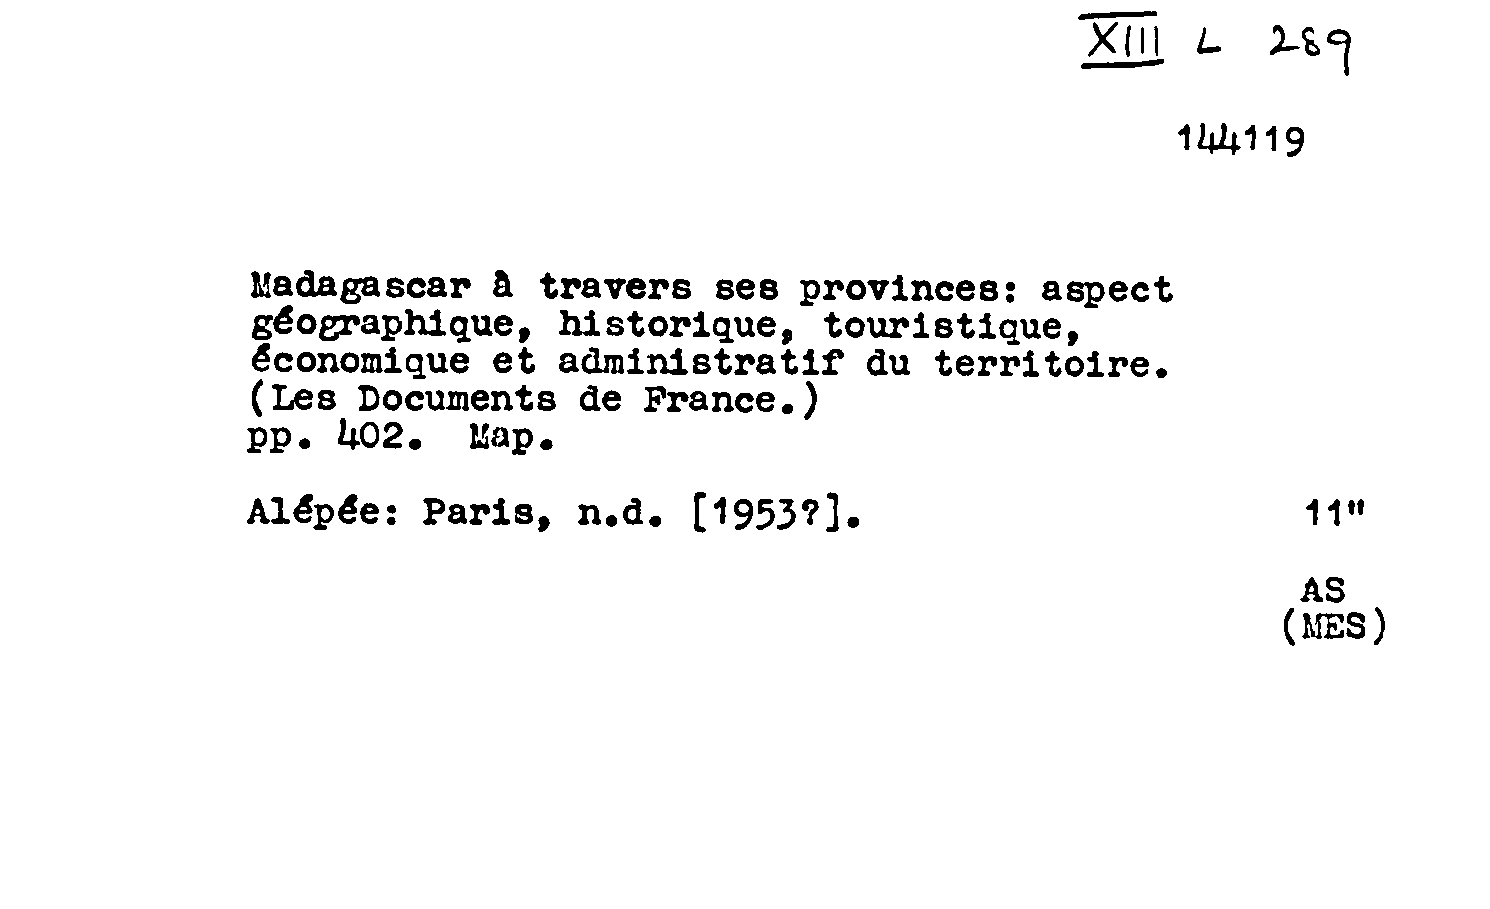 XIII L 289
144119
Madagascar à travers ses provinces: aspect
géographique, historique, touristique,
économique et administratif du territoire.
(Les Documents de France.)
pp. 402. Map.
Alépée: Paris, n.d. [1953?]. 11"
AS
(MES)